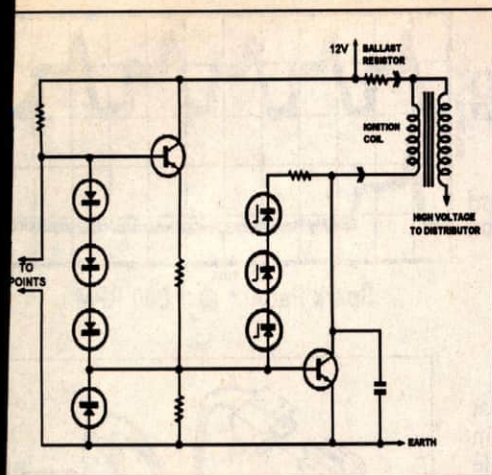 12V BALLAST
RESISTOR
IGNITION
COIL
HIGH VOLTAGE
TO DISTRIBUTOR
TO
POINTS
EARTH